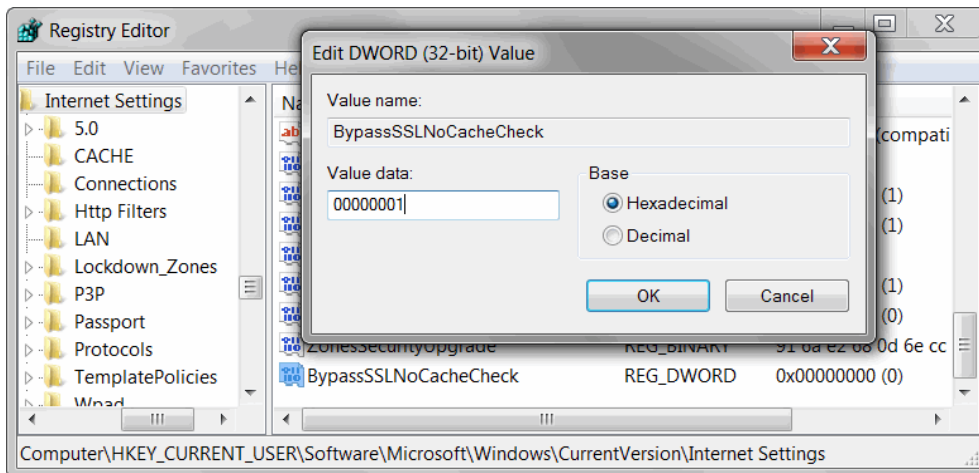 Registry Editor
File Edit View Favorites Hel
Edit DWORD (32-bit) Value
Value name:
BypassSSLNoCacheCheck
Value data:
00000001
Base
Hexadecimal
Decimal
OK Cancel
Internet Settings
5.0
CACHE
Connections
Http Filters
LAN
Lockdown_Zones
P3P
Passport
Protocols
TemplatePolicies
Wpad
Na
ab (compati
(1)
(1)
(1)
(0)
ZonesSecurityUpgrade REG_BINARY 91 6a e2 68 0d 6e cc
BypassSSLNoCacheCheck REG_DWORD 0x00000000 (0)
Computer\HKEY_CURRENT_USER\Software\Microsoft\Windows\CurrentVersion\Internet Settings